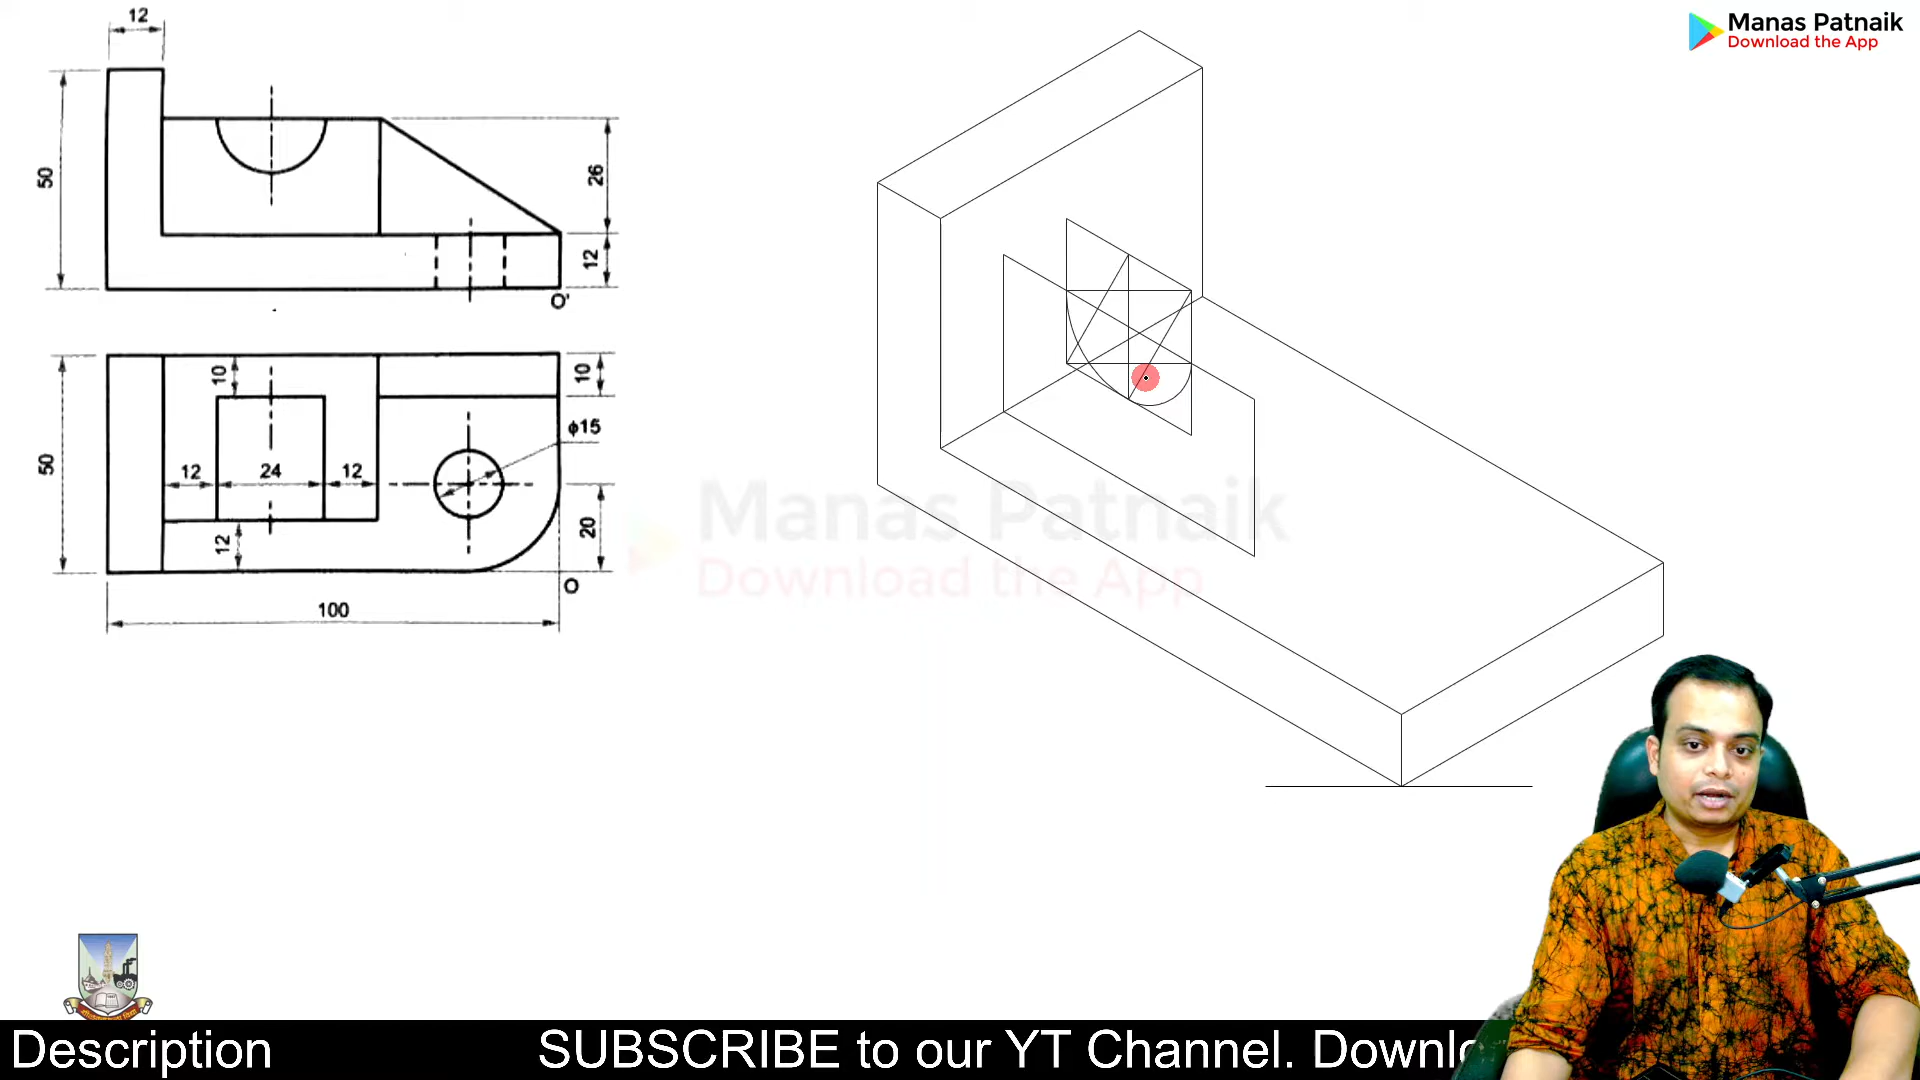 Manas Patnaik
Download the App
12
50
26
12
O'
10
10
ϕ15
50
12
24
12
20
12
O
100
Manas Patnaik
Download the App
Description SUBSCRIBE to our YT Channel. Downlo